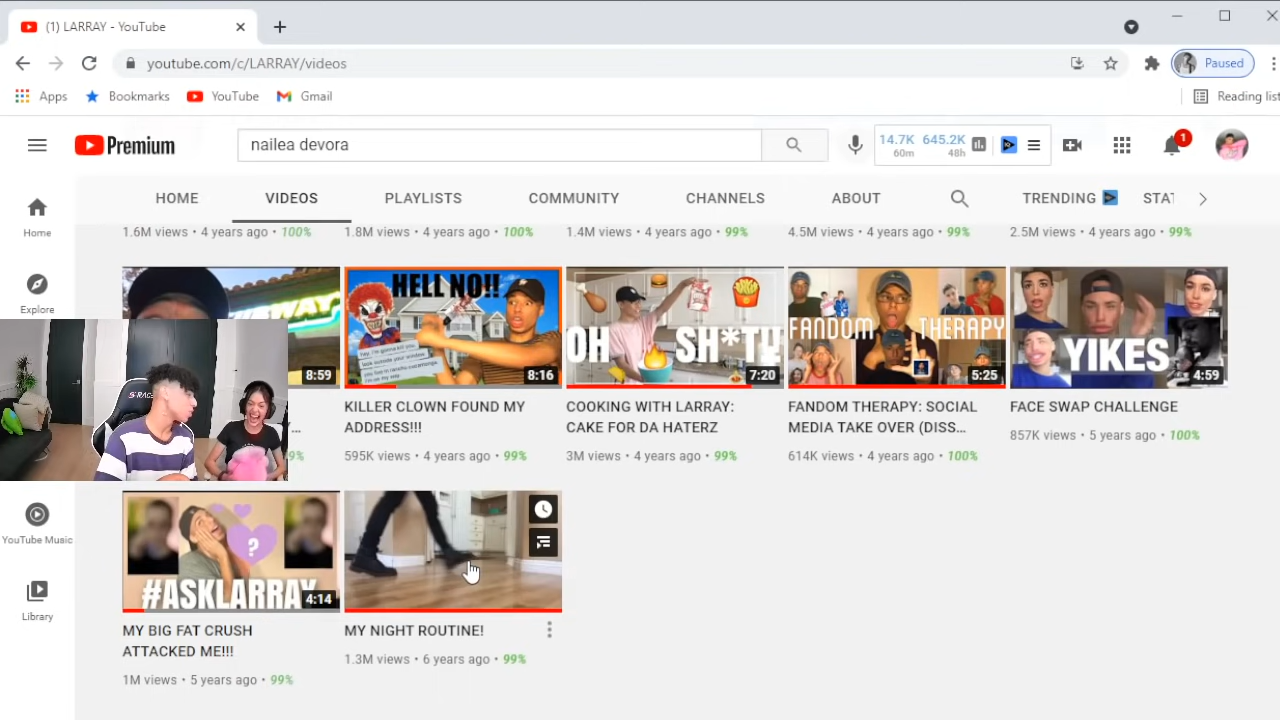 (1) LARRAY - YouTube
youtube.com/c/LARRAY/videos
Paused
Apps
Bookmarks
YouTube
Gmail
Reading list
Premium
nailea devora
14.7K 645.2K
60m 48h
1
HOME VIDEOS PLAYLISTS COMMUNITY CHANNELS ABOUT TRENDING
Home
Explore
YouTube Music
Library
1.6M views • 4 years ago • 100%
1.8M views • 4 years ago • 100%
1.4M views • 4 years ago • 99%
4.5M views • 4 years ago • 99%
2.5M views • 4 years ago • 99%
8:59
HELL NO!!
8:16
OH SH*T!!
7:20
FANDOM THERAPY
5:25
YIKES
4:59
KILLER CLOWN FOUND MY
ADDRESS!!!
595K views • 4 years ago • 99%
COOKING WITH LARRAY:
CAKE FOR DA HATERZ
3M views • 4 years ago • 99%
FANDOM THERAPY: SOCIAL
MEDIA TAKE OVER (DISS...
614K views • 4 years ago • 100%
FACE SWAP CHALLENGE
857K views • 5 years ago • 100%
?
#ASKLARRAY
4:14
MY BIG FAT CRUSH
ATTACKED ME!!!
1M views • 5 years ago • 99%
MY NIGHT ROUTINE!
1.3M views • 6 years ago • 99%